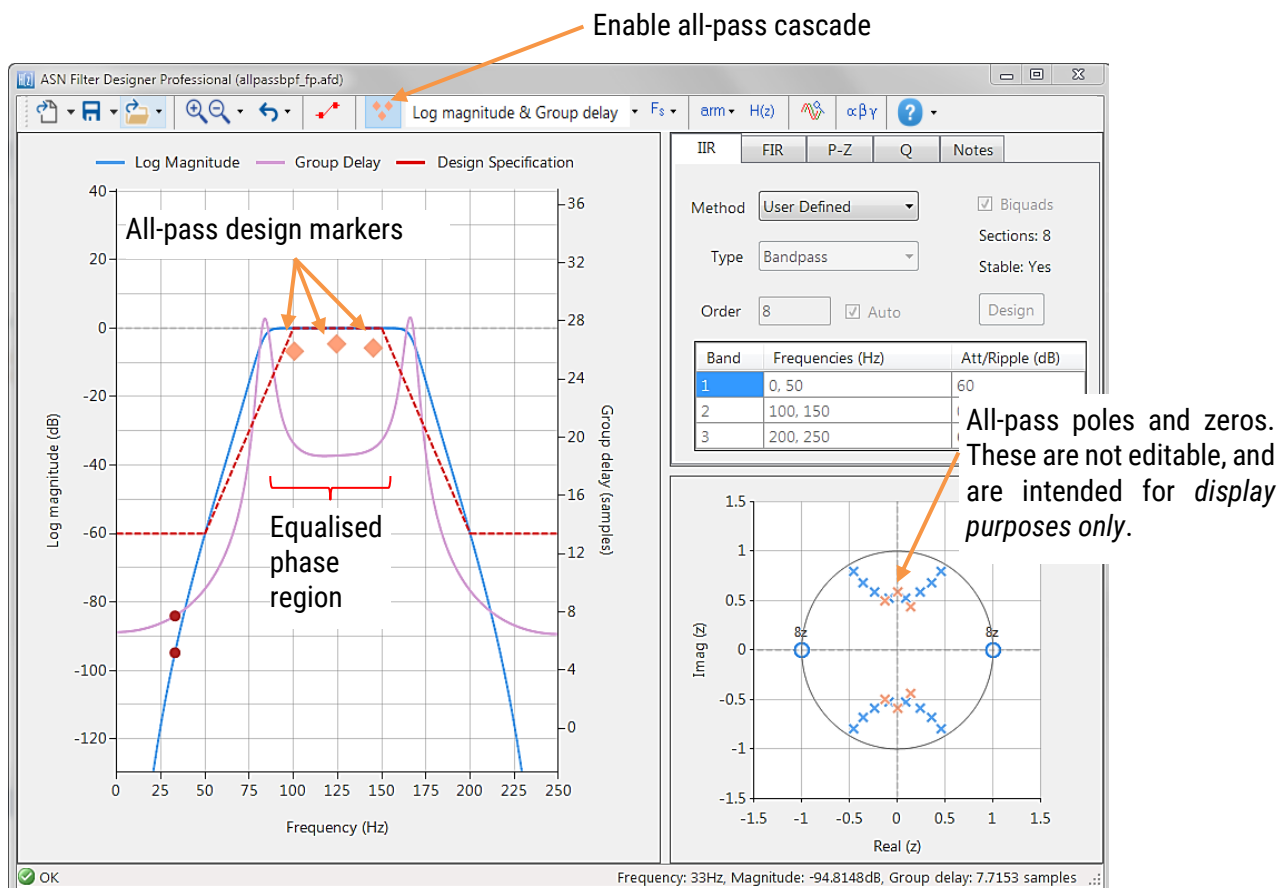 Enable all-pass cascade
ASN Filter Designer Professional (allpassbpf_fp.afd)
Log magnitude & Group delay
Fs
arm
H(z)
αβγ
?
Log Magnitude
Group Delay
Design Specification
40
20
0
-20
-40
-60
-80
-100
-120
Log magnitude (dB)
36
32
28
24
20
16
12
8
4
0
Group delay (samples)
All-pass design markers
Equalised
phase
region
0 25 50 75 100 125 150 175 200 225 250
Frequency (Hz)
IIR FIR P-Z Q Notes
Method User Defined Biquads
Sections: 8
Type Bandpass Stable: Yes
Order 8 Auto Design
Band Frequencies (Hz) Att/Ripple (dB)
1 0, 50 60
2 100, 150
3 200, 250
All-pass poles and zeros.
These are not editable, and
are intended for display
purposes only.
1.5
1
0.5
0
-0.5
-1
-1.5
Imag (z)
8z 8z
-1.5 -1 -0.5 0 0.5 1 1.5
Real (z)
OK
Frequency: 33Hz, Magnitude: -94.8148dB, Group delay: 7.7153 samples